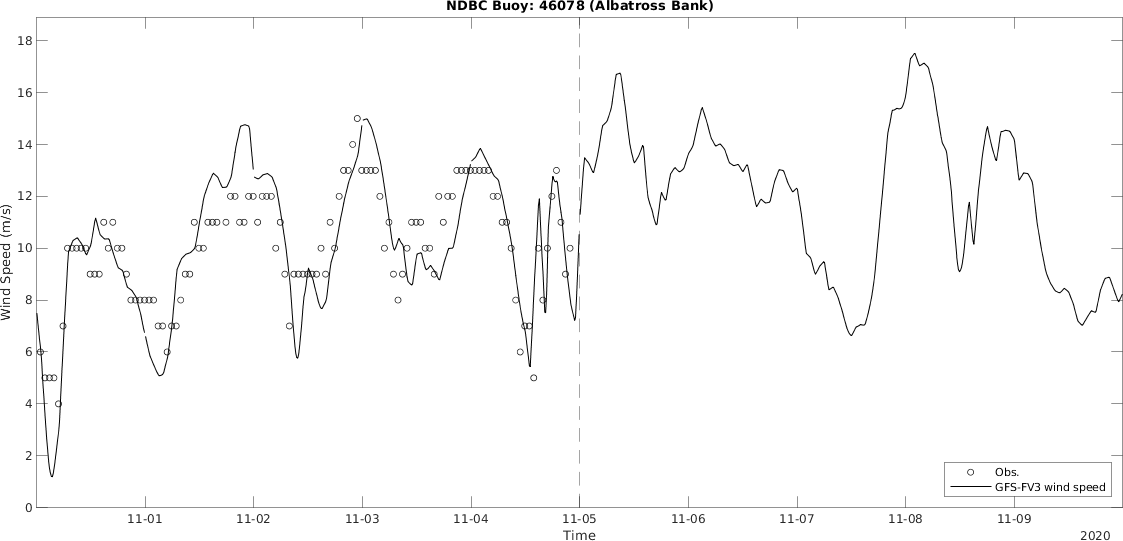 NDBC Buoy: 46078 (Albatross Bank)
18
16
14
12
10
8
6
4
2
0
Wind Speed (m/s)
11-01 11-02 11-03 11-04 11-05 11-06 11-07 11-08 11-09
Time
2020
Obs.
GFS-FV3 wind speed